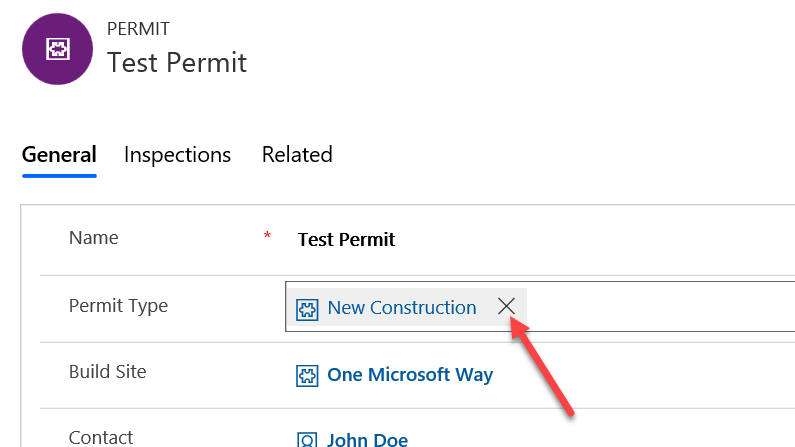 PERMIT
Test Permit
General Inspections Related
Name * Test Permit
Permit Type New Construction
Build Site One Microsoft Way
Contact John Doe